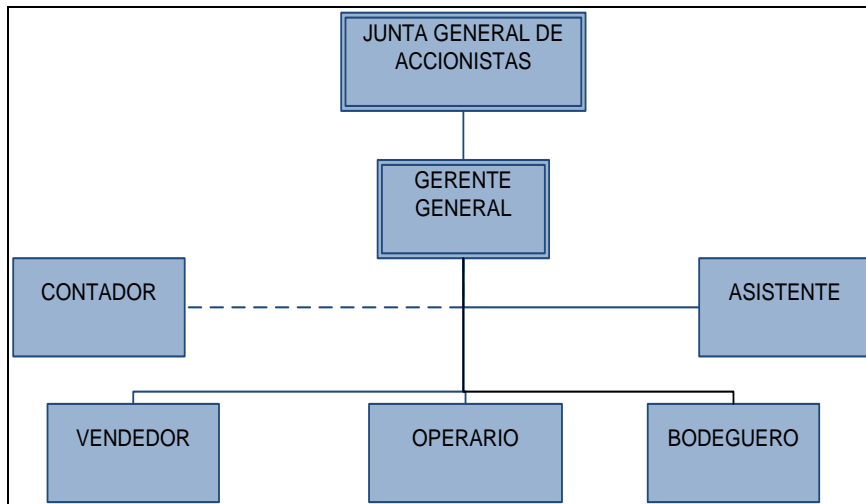 JUNTA GENERAL DE
ACCIONISTAS
GERENTE
GENERAL
CONTADOR
ASISTENTE
VENDEDOR
OPERARIO
BODEGUERO